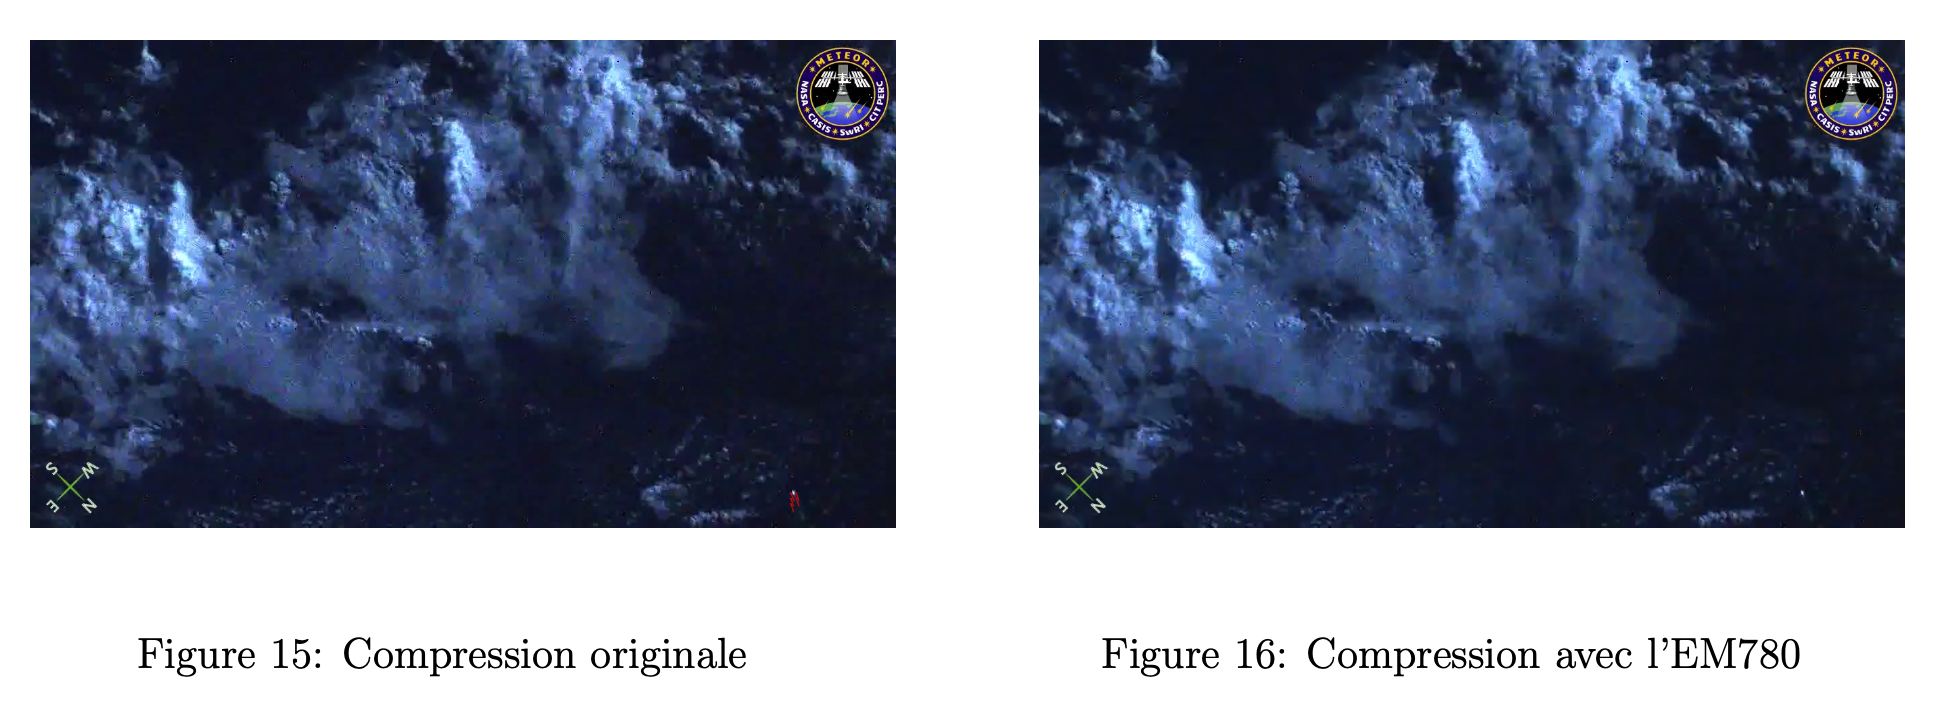 METEOR
NASA CASIS SwRI CIT PERC
S W
E N
METEOR
NASA CASIS SwRI CIT PERC
S W
E N
Figure 15: Compression originale
Figure 16: Compression avec l'EM780